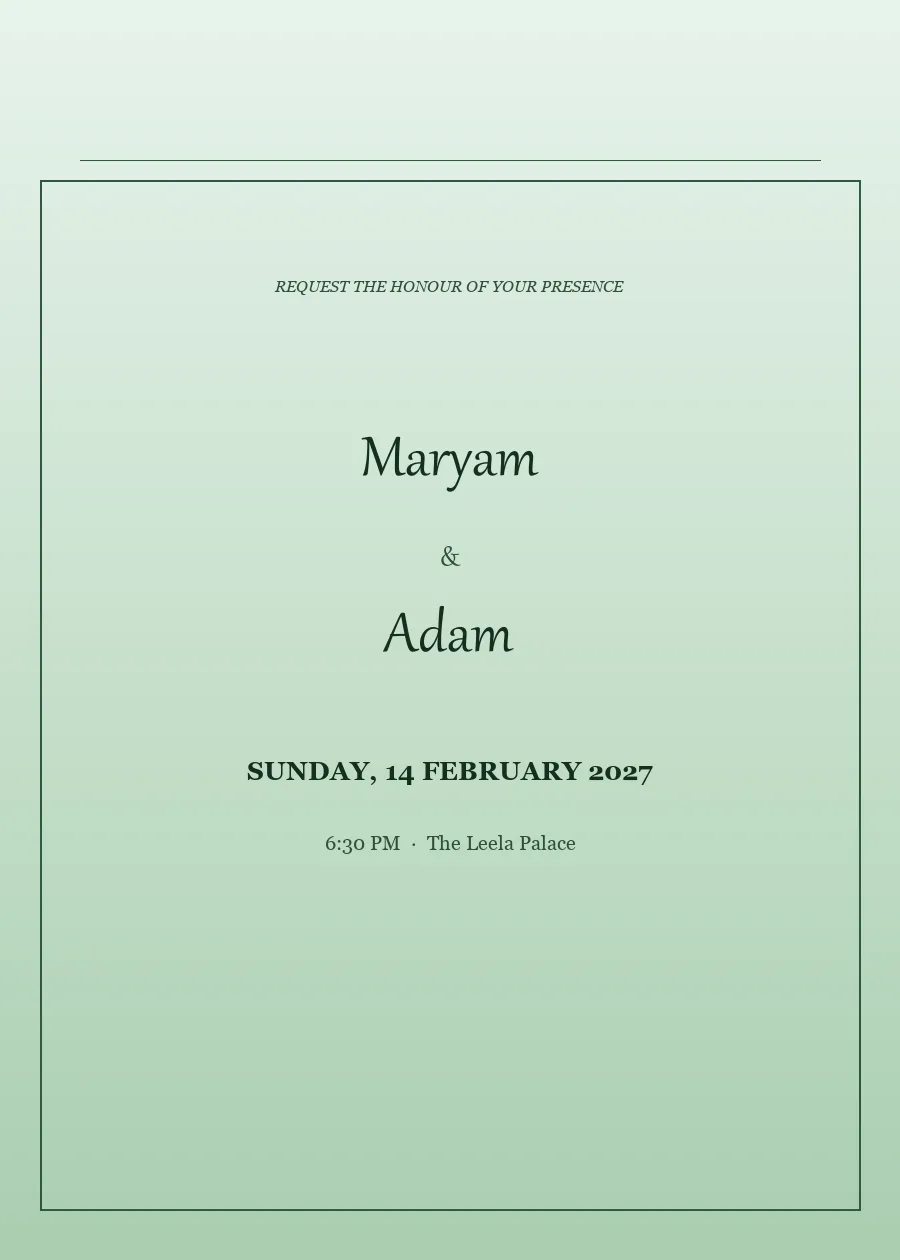 REQUEST THE HONOUR OF YOUR PRESENCE
Maryam
&
Adam
SUNDAY, 14 FEBRUARY 2027
6:30 PM · The Leela Palace